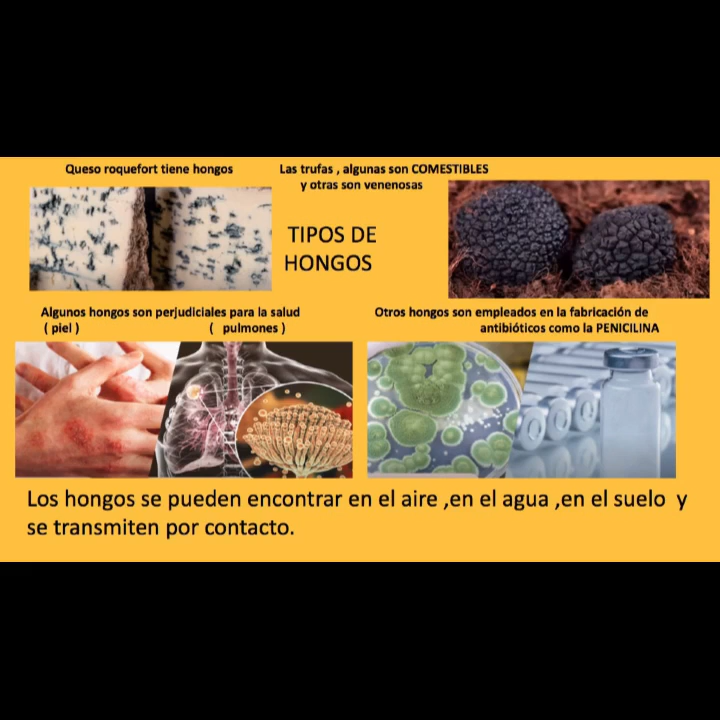 Queso roquefort tiene hongos
Las trufas , algunas son COMESTIBLES
y otras son venenosas
TIPOS DE
HONGOS
Algunos hongos son perjudiciales para la salud
( piel ) ( pulmones )
Otros hongos son empleados en la fabricación de
antibióticos como la PENICILINA
Los hongos se pueden encontrar en el aire ,en el agua ,en el suelo y
se transmiten por contacto.